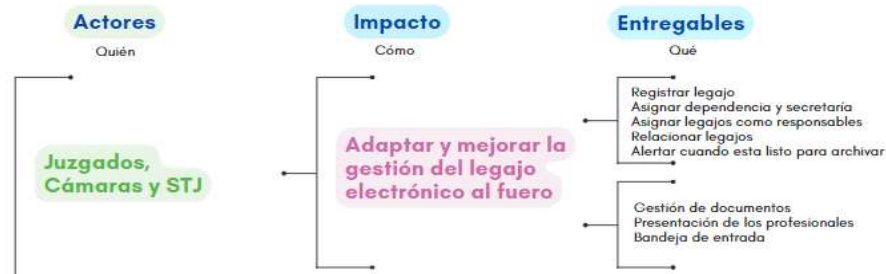 Actores
Impacto
Entregables
Quién
Cómo
Qué
Juzgados,
Cámaras y STJ
Adaptar y mejorar la
gestión del legajo
electrónico al fuero
Registrar legajo
Asignar dependencia y secretaría
Asignar legajos como responsables
Relacionar legajos
Alertar cuando esta listo para archivar
Gestión de documentos
Presentación de los profesionales
Bandeja de entrada